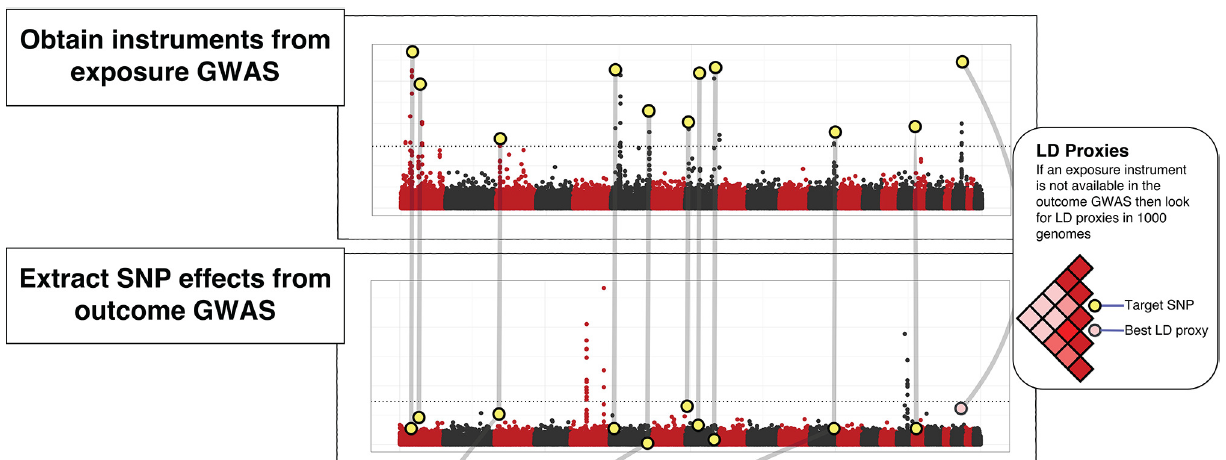 Obtain instruments from
exposure GWAS
LD Proxies
If an exposure instrument
is not available in the
outcome GWAS then look
for LD proxies in 1000
genomes
Extract SNP effects from
outcome GWAS
Target SNP
Best LD proxy